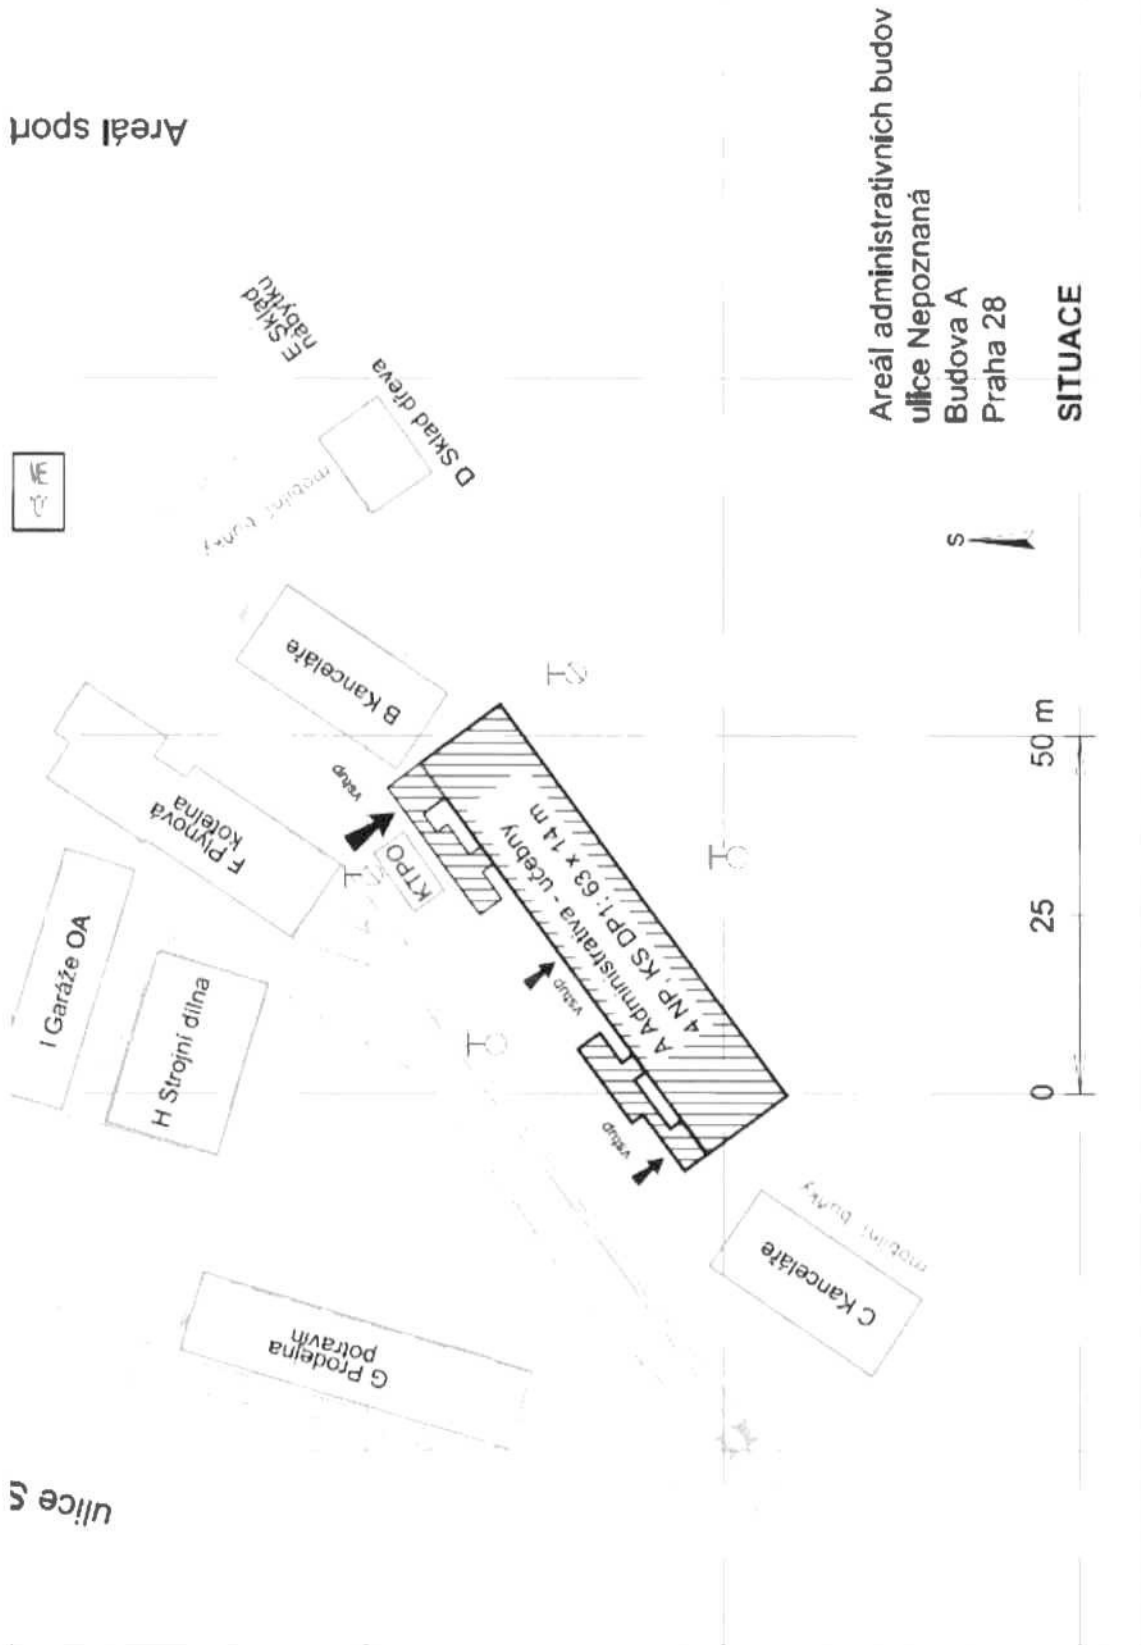 Areál sport
E Sklad
nábytku
D Sklad dřeva
mobilní buňky
B Kanceláře
F Plynová
kotelna
I Garáže OA
H Strojní dílna
vstup
KTPO
A Administrativa - učebny
4 NP, KS DP1: 63 x 14 m
vstup
vstup
G Prodejna
potravin
C Kanceláře
mobilní buňky
ulice S
Areál administrativních budov
ulice Nepoznaná
Budova A
Praha 28
SITUACE
S
0 25 50 m